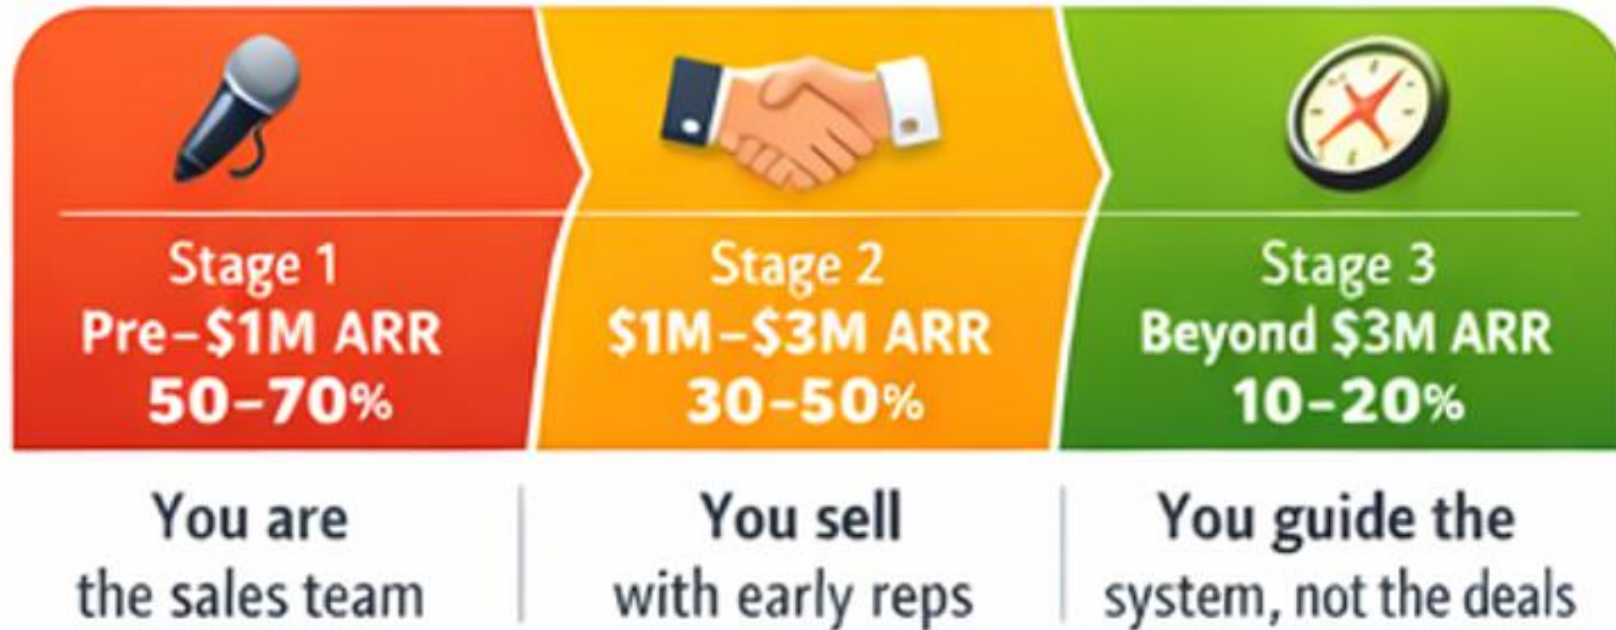 Stage 1
Pre–$1M ARR
50–70%
You are
the sales team
Stage 2
$1M–$3M ARR
30–50%
You sell
with early reps
Stage 3
Beyond $3M ARR
10–20%
You guide the
system, not the deals